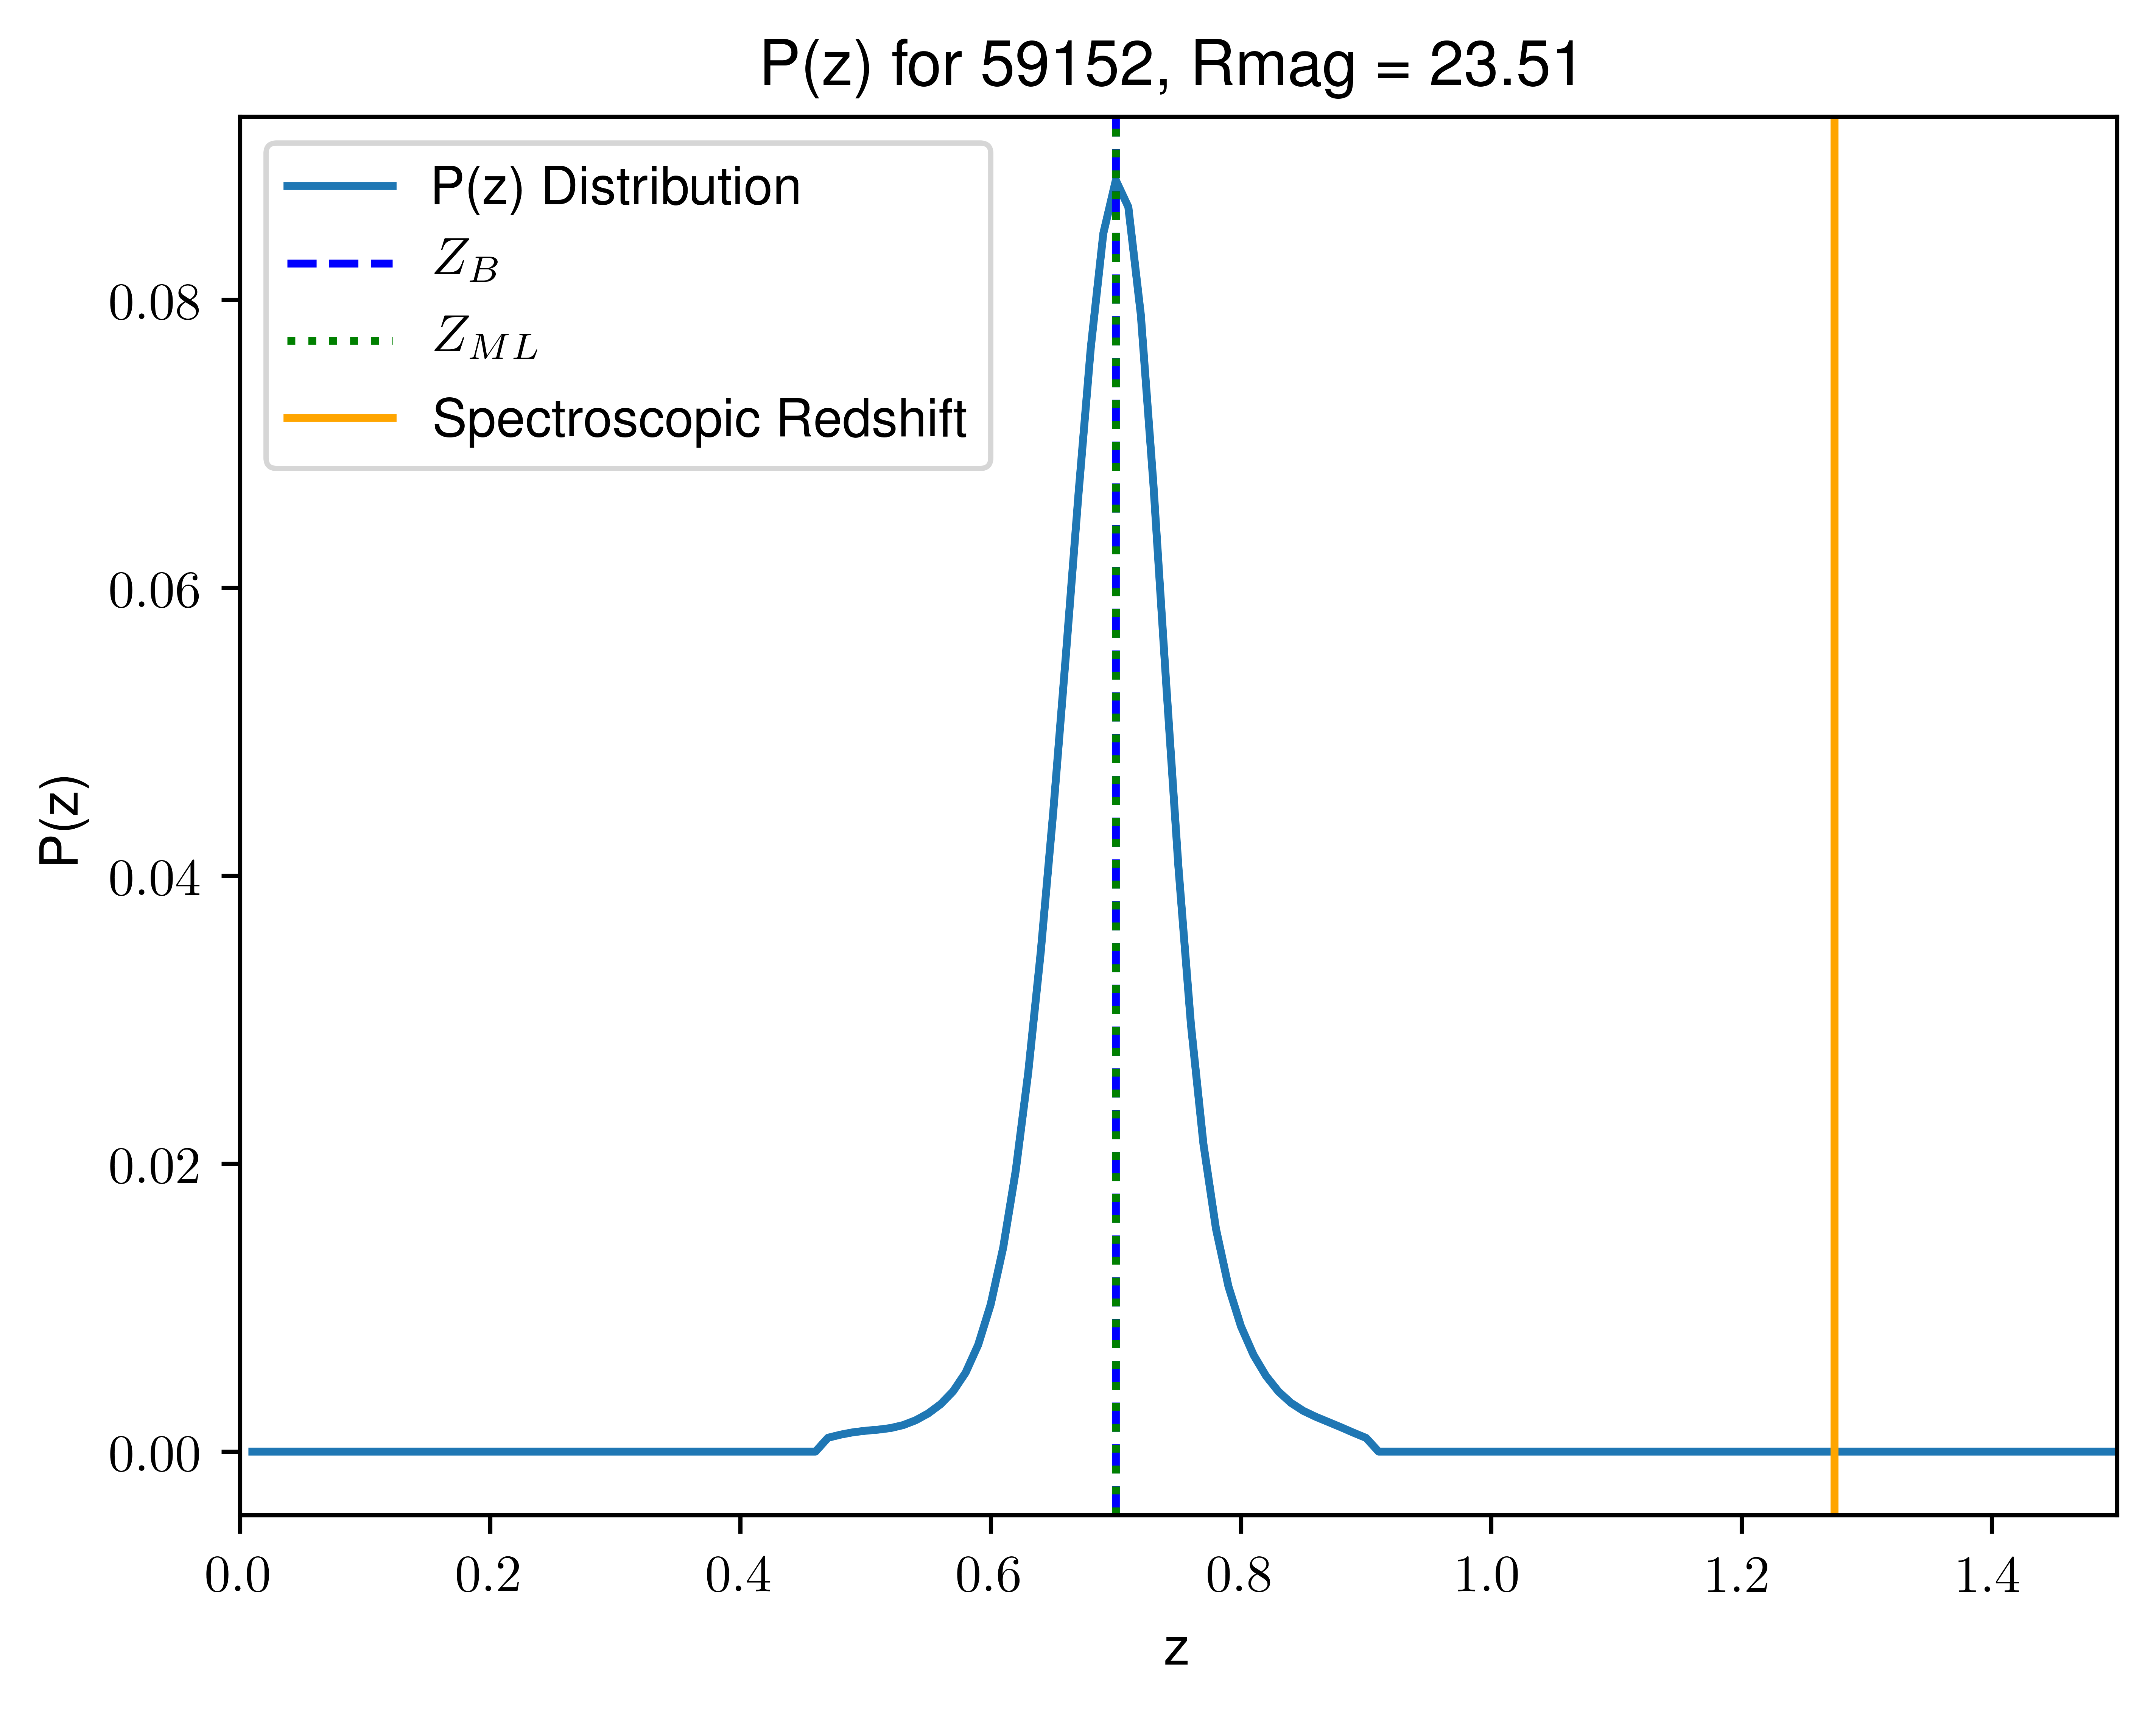 P(z) for 59152, Rmag = 23.51
P(z) Distribution
Z_B
Z_ML
Spectroscopic Redshift
P(z)
0.08
0.06
0.04
0.02
0.00
0.0 0.2 0.4 0.6 0.8 1.0 1.2 1.4
z